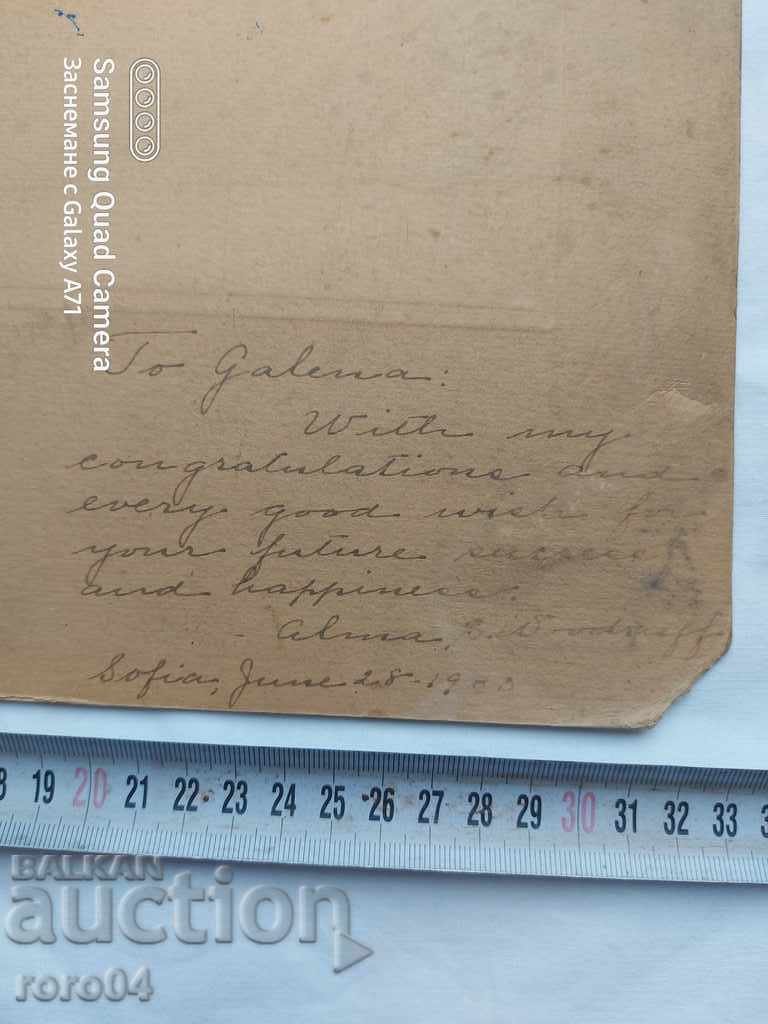 Samsung Quad Camera
Заснемане с Galaxy A71
To Galena:
With my
congratulations and
every good wish for
your future success
and happiness.
- Alma Woodruff
Sofia, June 28-19
19 20 21 22 23 24 25 26 27 28 29 30 31 32 33
BALKAN
auction
roro04